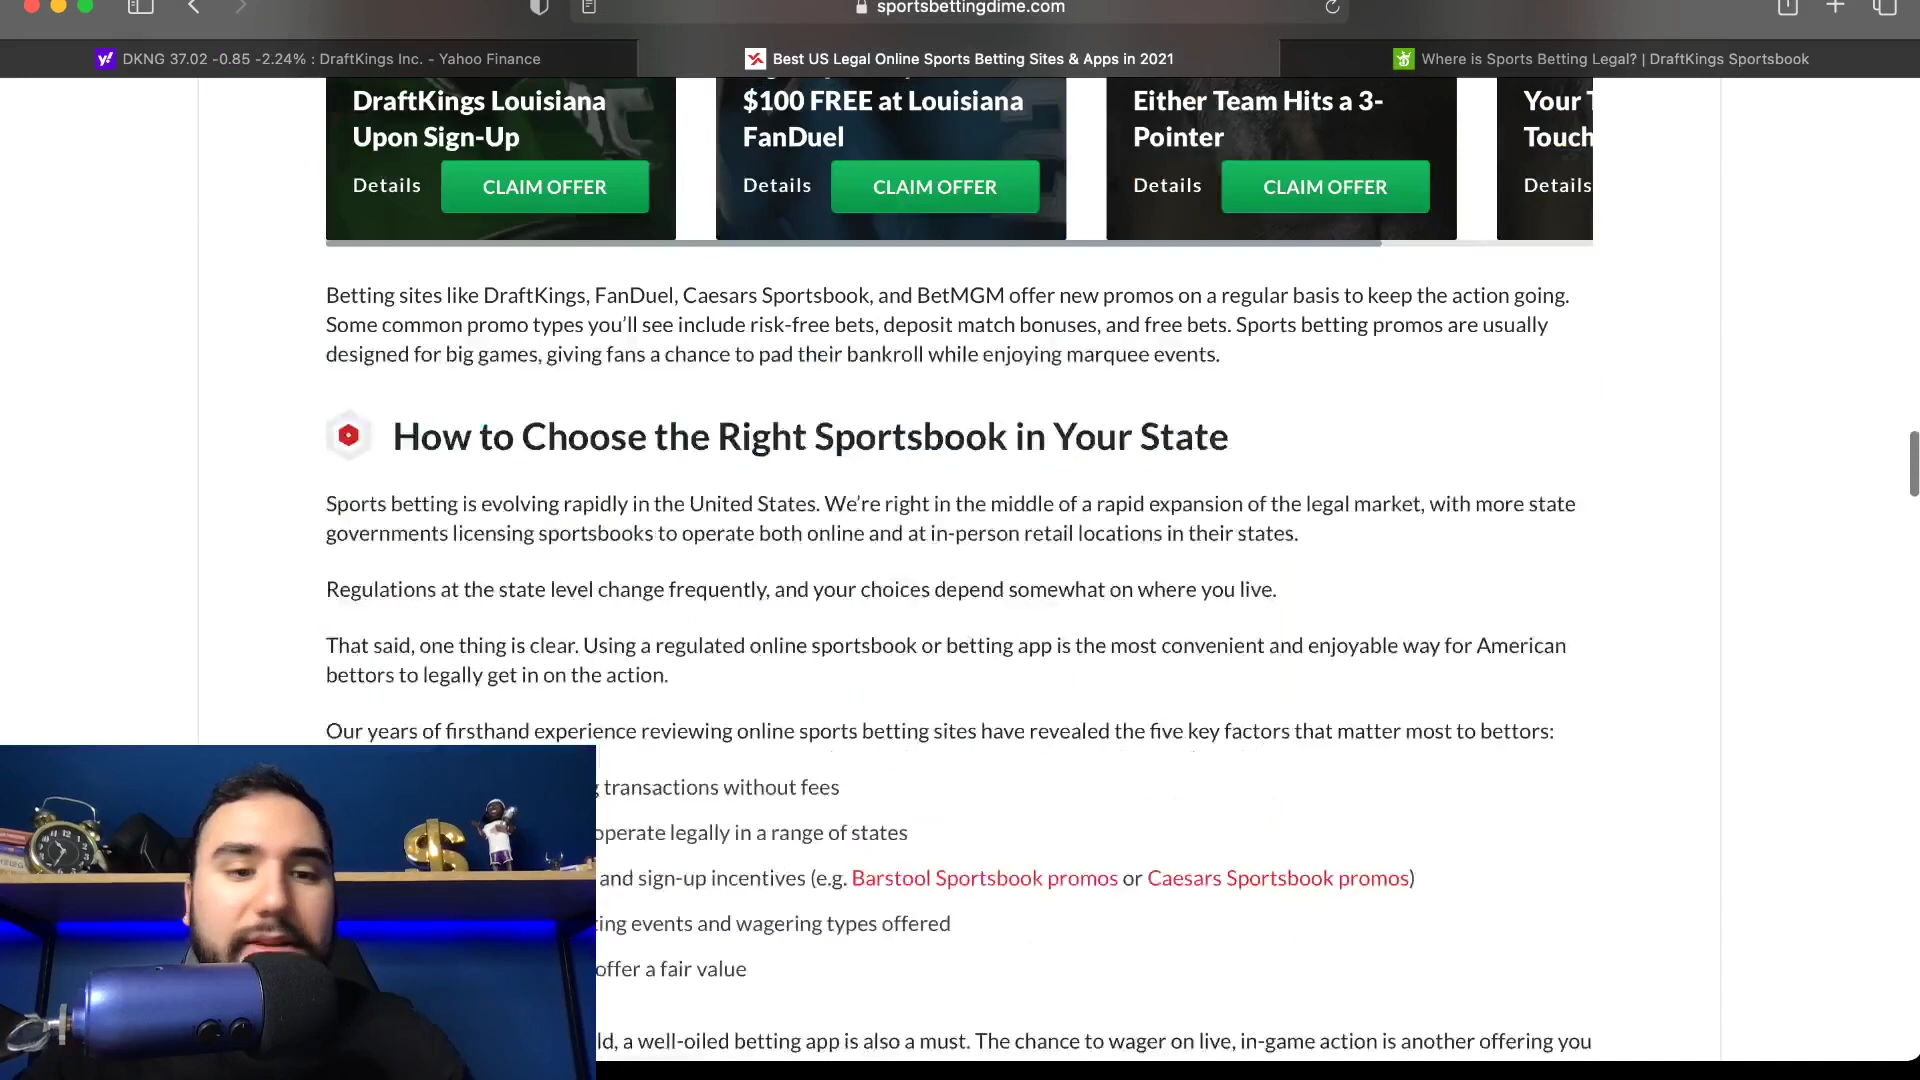 sportsbettingdime.com
DKNG 37.02 -0.85 -2.24% : DraftKings Inc. - Yahoo Finance
Best US Legal Online Sports Betting Sites & Apps in 2021
Where is Sports Betting Legal? | DraftKings Sportsbook
DraftKings Louisiana
Upon Sign-Up
Details
CLAIM OFFER
$100 FREE at Louisiana
FanDuel
Details
CLAIM OFFER
Either Team Hits a 3-
Pointer
Details
CLAIM OFFER
Your
Touch
Details
Betting sites like DraftKings, FanDuel, Caesars Sportsbook, and BetMGM offer new promos on a regular basis to keep the action going.
Some common promo types you’ll see include risk-free bets, deposit match bonuses, and free bets. Sports betting promos are usually
designed for big games, giving fans a chance to pad their bankroll while enjoying marquee events.
How to Choose the Right Sportsbook in Your State
Sports betting is evolving rapidly in the United States. We’re right in the middle of a rapid expansion of the legal market, with more state
governments licensing sportsbooks to operate both online and at in-person retail locations in their states.
Regulations at the state level change frequently, and your choices depend somewhat on where you live.
That said, one thing is clear. Using a regulated online sportsbook or betting app is the most convenient and enjoyable way for American
bettors to legally get in on the action.
Our years of firsthand experience reviewing online sports betting sites have revealed the five key factors that matter most to bettors:
transactions without fees
operate legally in a range of states
and sign-up incentives (e.g. Barstool Sportsbook promos or Caesars Sportsbook promos)
events and wagering types offered
offer a fair value
a well-oiled betting app is also a must. The chance to wager on live, in-game action is another offering you